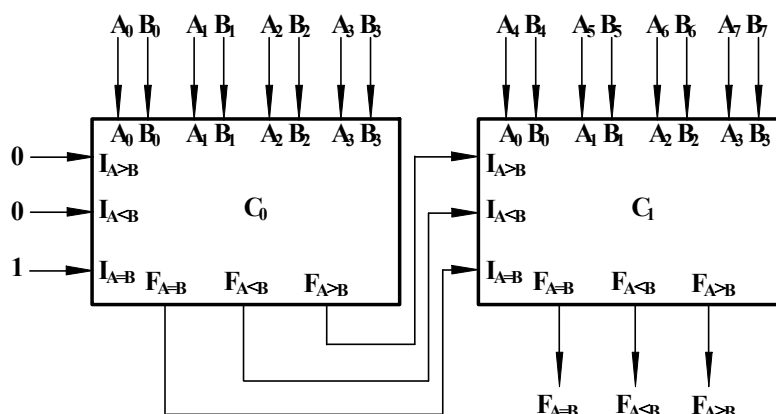 A0 B0 A1 B1 A2 B2 A3 B3 A4 B4 A5 B5 A6 B6 A7 B7
A0 B0 A1 B1 A2 B2 A3 B3 A0 B0 A1 B1 A2 B2 A3 B3
0 IA>B IA>B
0 IA<B C0 IA<B C1
1 IA=B IA=B
FA=B FA<B FA>B FA=B FA<B FA>B
FA=B FA<B FA>B